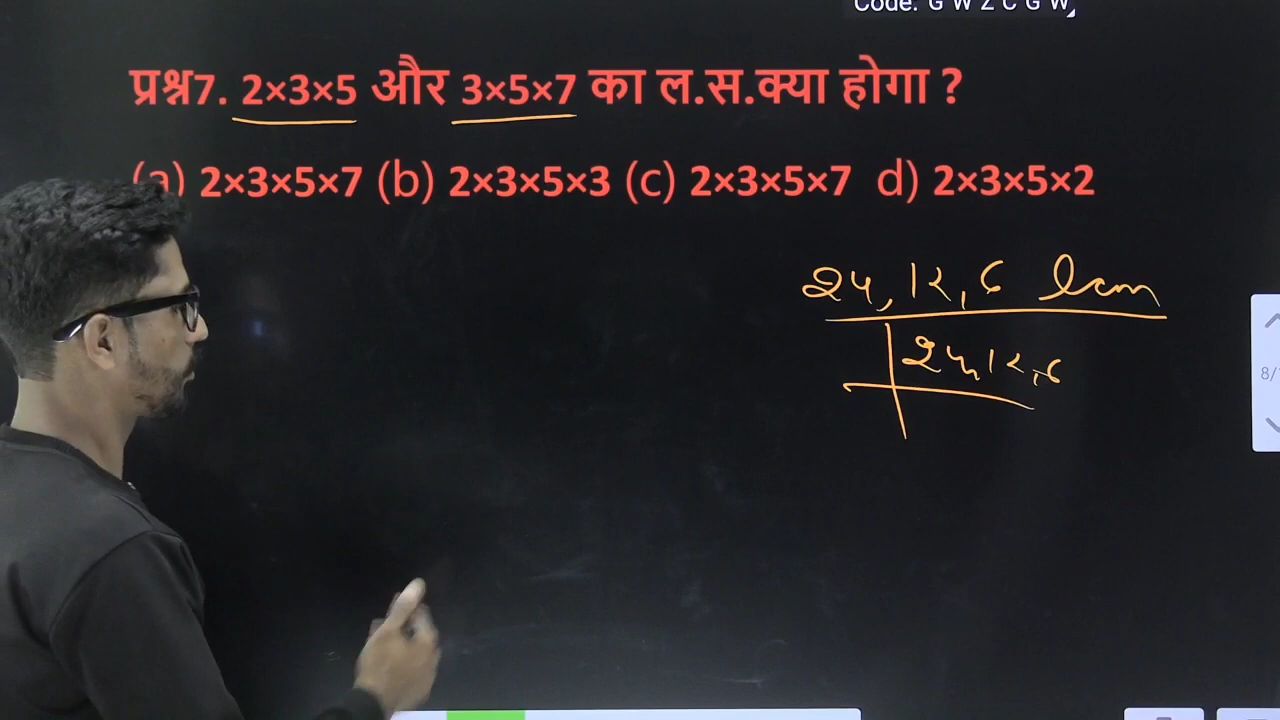 Code: G W Z C G W
प्रश्न7. 2×3×5 और 3×5×7 का ल.स.क्या होगा ?
(a) 2×3×5×7 (b) 2×3×5×3 (c) 2×3×5×7 d) 2×3×5×2
24, 12, 6 lcm
24, 12, 6
8/